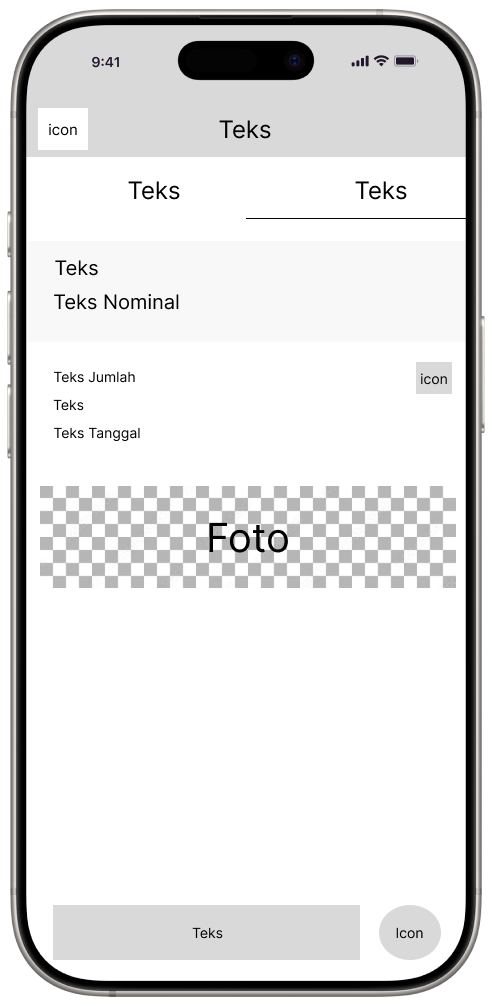 9:41
icon
Teks
Teks
Teks
Teks
Teks Nominal
Teks Jumlah
icon
Teks
Teks Tanggal
Foto
Teks
Icon